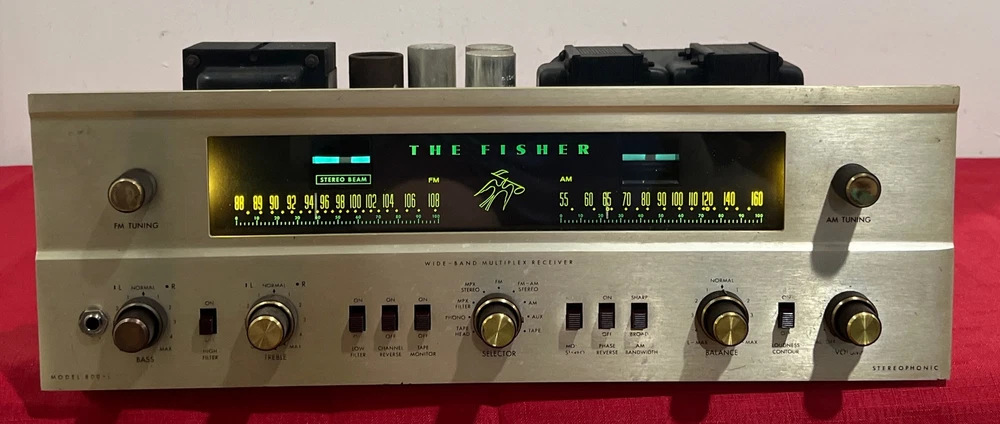 THE FISHER
STEREO BEAM
FM
AM
88 89 90 92 94 96 98 100 102 104 106 108
55 60 65 70 80 90 100 110 120 140 160
FM TUNING
AM TUNING
WIDE-BAND MULTIPLEX RECEIVER
L NORMAL R
MAX
BASS
ON
HIGH
FILTER
L NORMAL R
MAX
TREBLE
ON ON ON
OFF OFF
LOW
FILTER
CHANNEL
REVERSE
TAPE
MONITOR
MPX
STEREO
FM
FM-AM
STEREO
MPX
FILTER
AM
PHONO
AUX
TAPE
HEAD
TAPE
SELECTOR
ON
OFF
PHASE
REVERSE
SHARP
BROAD
AM
BANDWIDTH
NORMAL
MAX
MAX
BALANCE
LOUDNESS
CONTOUR
MAX
STEREOPHONIC